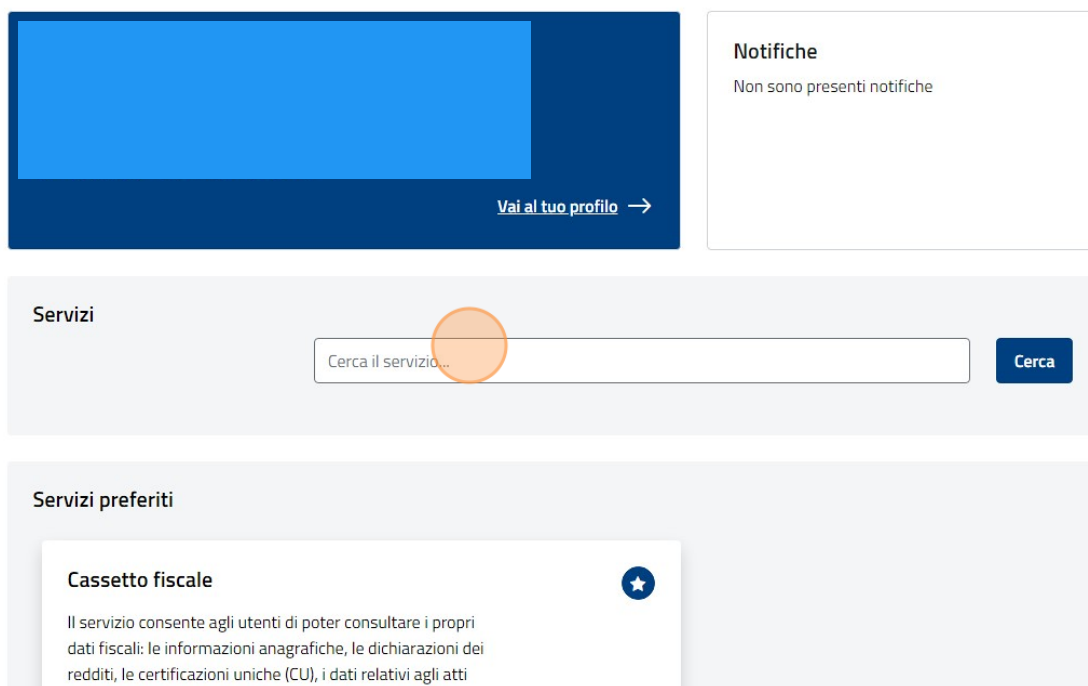 Notifiche
Non sono presenti notifiche
Vai al tuo profilo
Servizi
Cerca il servizio...
Cerca
Servizi preferiti
Cassetto fiscale
Il servizio consente agli utenti di poter consultare i propri
dati fiscali: le informazioni anagrafiche, le dichiarazioni dei
redditi, le certificazioni uniche (CU), i dati relativi agli atti